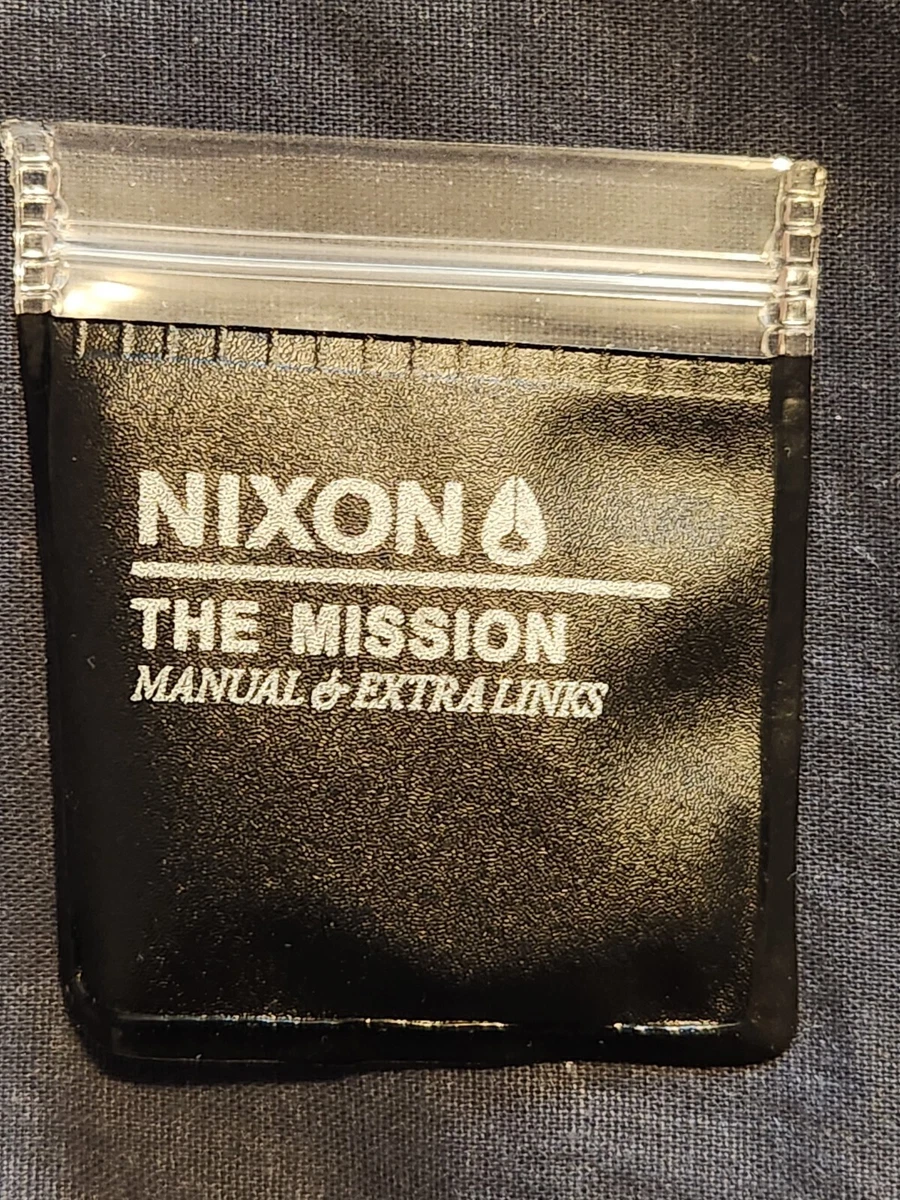 NIXON
THE MISSION
MANUAL & EXTRA LINKS